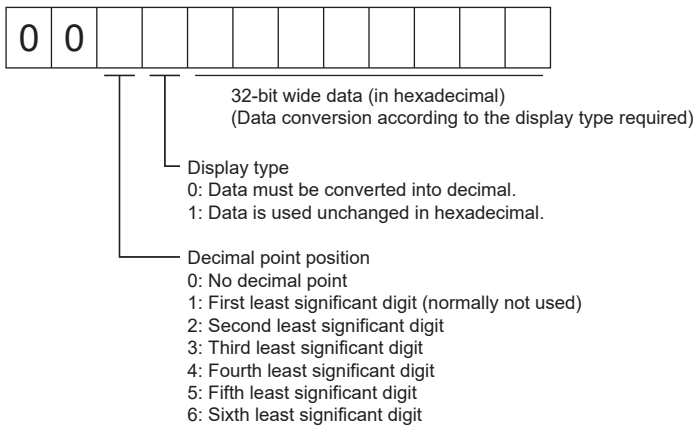 0 0
32-bit wide data (in hexadecimal)
(Data conversion according to the display type required)
Display type
0: Data must be converted into decimal.
1: Data is used unchanged in hexadecimal.
Decimal point position
0: No decimal point
1: First least significant digit (normally not used)
2: Second least significant digit
3: Third least significant digit
4: Fourth least significant digit
5: Fifth least significant digit
6: Sixth least significant digit